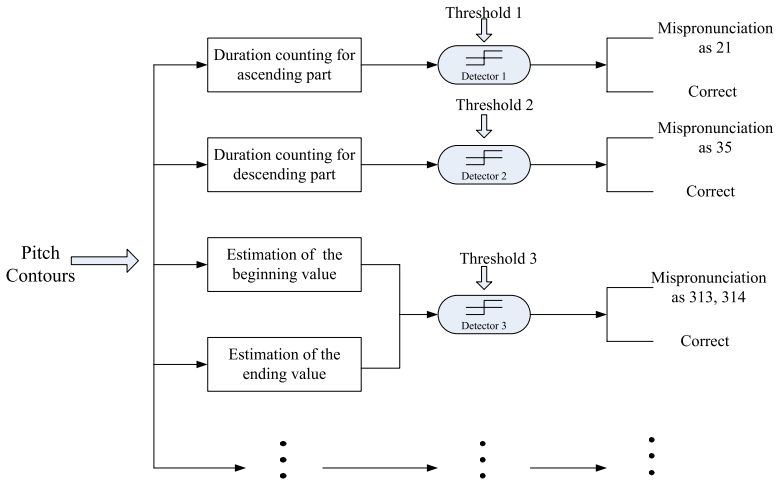 Threshold 1
Duration counting for
ascending part
Detector 1
Mispronunciation
as 21
Correct
Threshold 2
Duration counting for
descending part
Detector 2
Mispronunciation
as 35
Correct
Pitch
Contours
Estimation of the
beginning value
Threshold 3
Detector 3
Mispronunciation
as 313, 314
Correct
Estimation of the
ending value